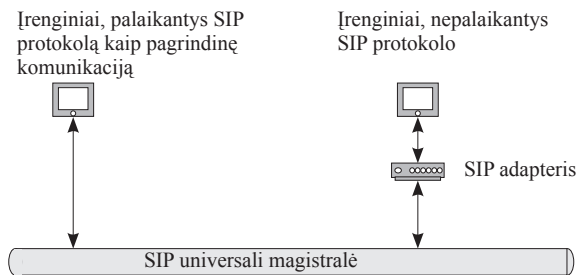 Įrenginiai, palaikantys SIP
protokolą kaip pagrindinę
komunikaciją
Įrenginiai, nepalaikantys
SIP protokolo
SIP adapteris
SIP universali magistralė